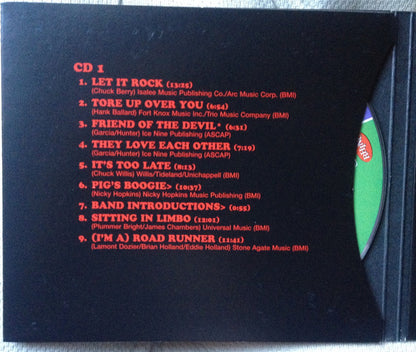 CD 1
1. LET IT ROCK (13:25)
(Chuck Berry) Isalee Music Publishing Co./Arc Music Corp. (BMI)
2. TORE UP OVER YOU (6:54)
(Hank Ballard) Fort Knox Music Inc./Trio Music Company (BMI)
3. FRIEND OF THE DEVIL* (6:31)
(Garcia/Hunter) Ice Nine Publishing (ASCAP)
4. THEY LOVE EACH OTHER (7:19)
(Garcia/Hunter) Ice Nine Publishing (ASCAP)
5. IT'S TOO LATE (8:13)
(Chuck Willis) Willis/Tideland/Unichappell (BMI)
6. PIG'S BOOGIE> (10:37)
(Nicky Hopkins) Nicky Hopkins Music Publishing (BMI)
7. BAND INTRODUCTIONS> (0:55)
8. SITTING IN LIMBO (12:01)
(Plummer Bright/James Chambers) Universal Music (BMI)
9. (I'M A) ROAD RUNNER (11:41)
(Lamont Dozier/Brian Holland/Eddie Holland) Stone Agate Music (BMI)